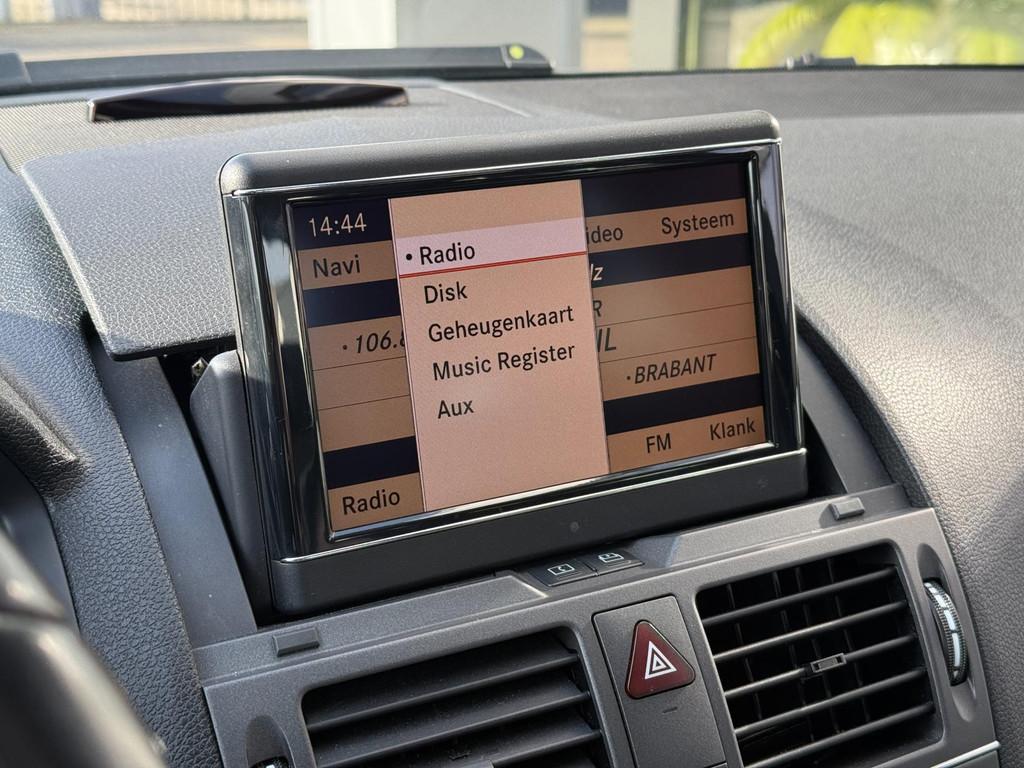 14:44
Navi
Systeem
• Radio
Disk
Geheugenkaart
Music Register
Aux
•BRABANT
Radio
FM
Klank